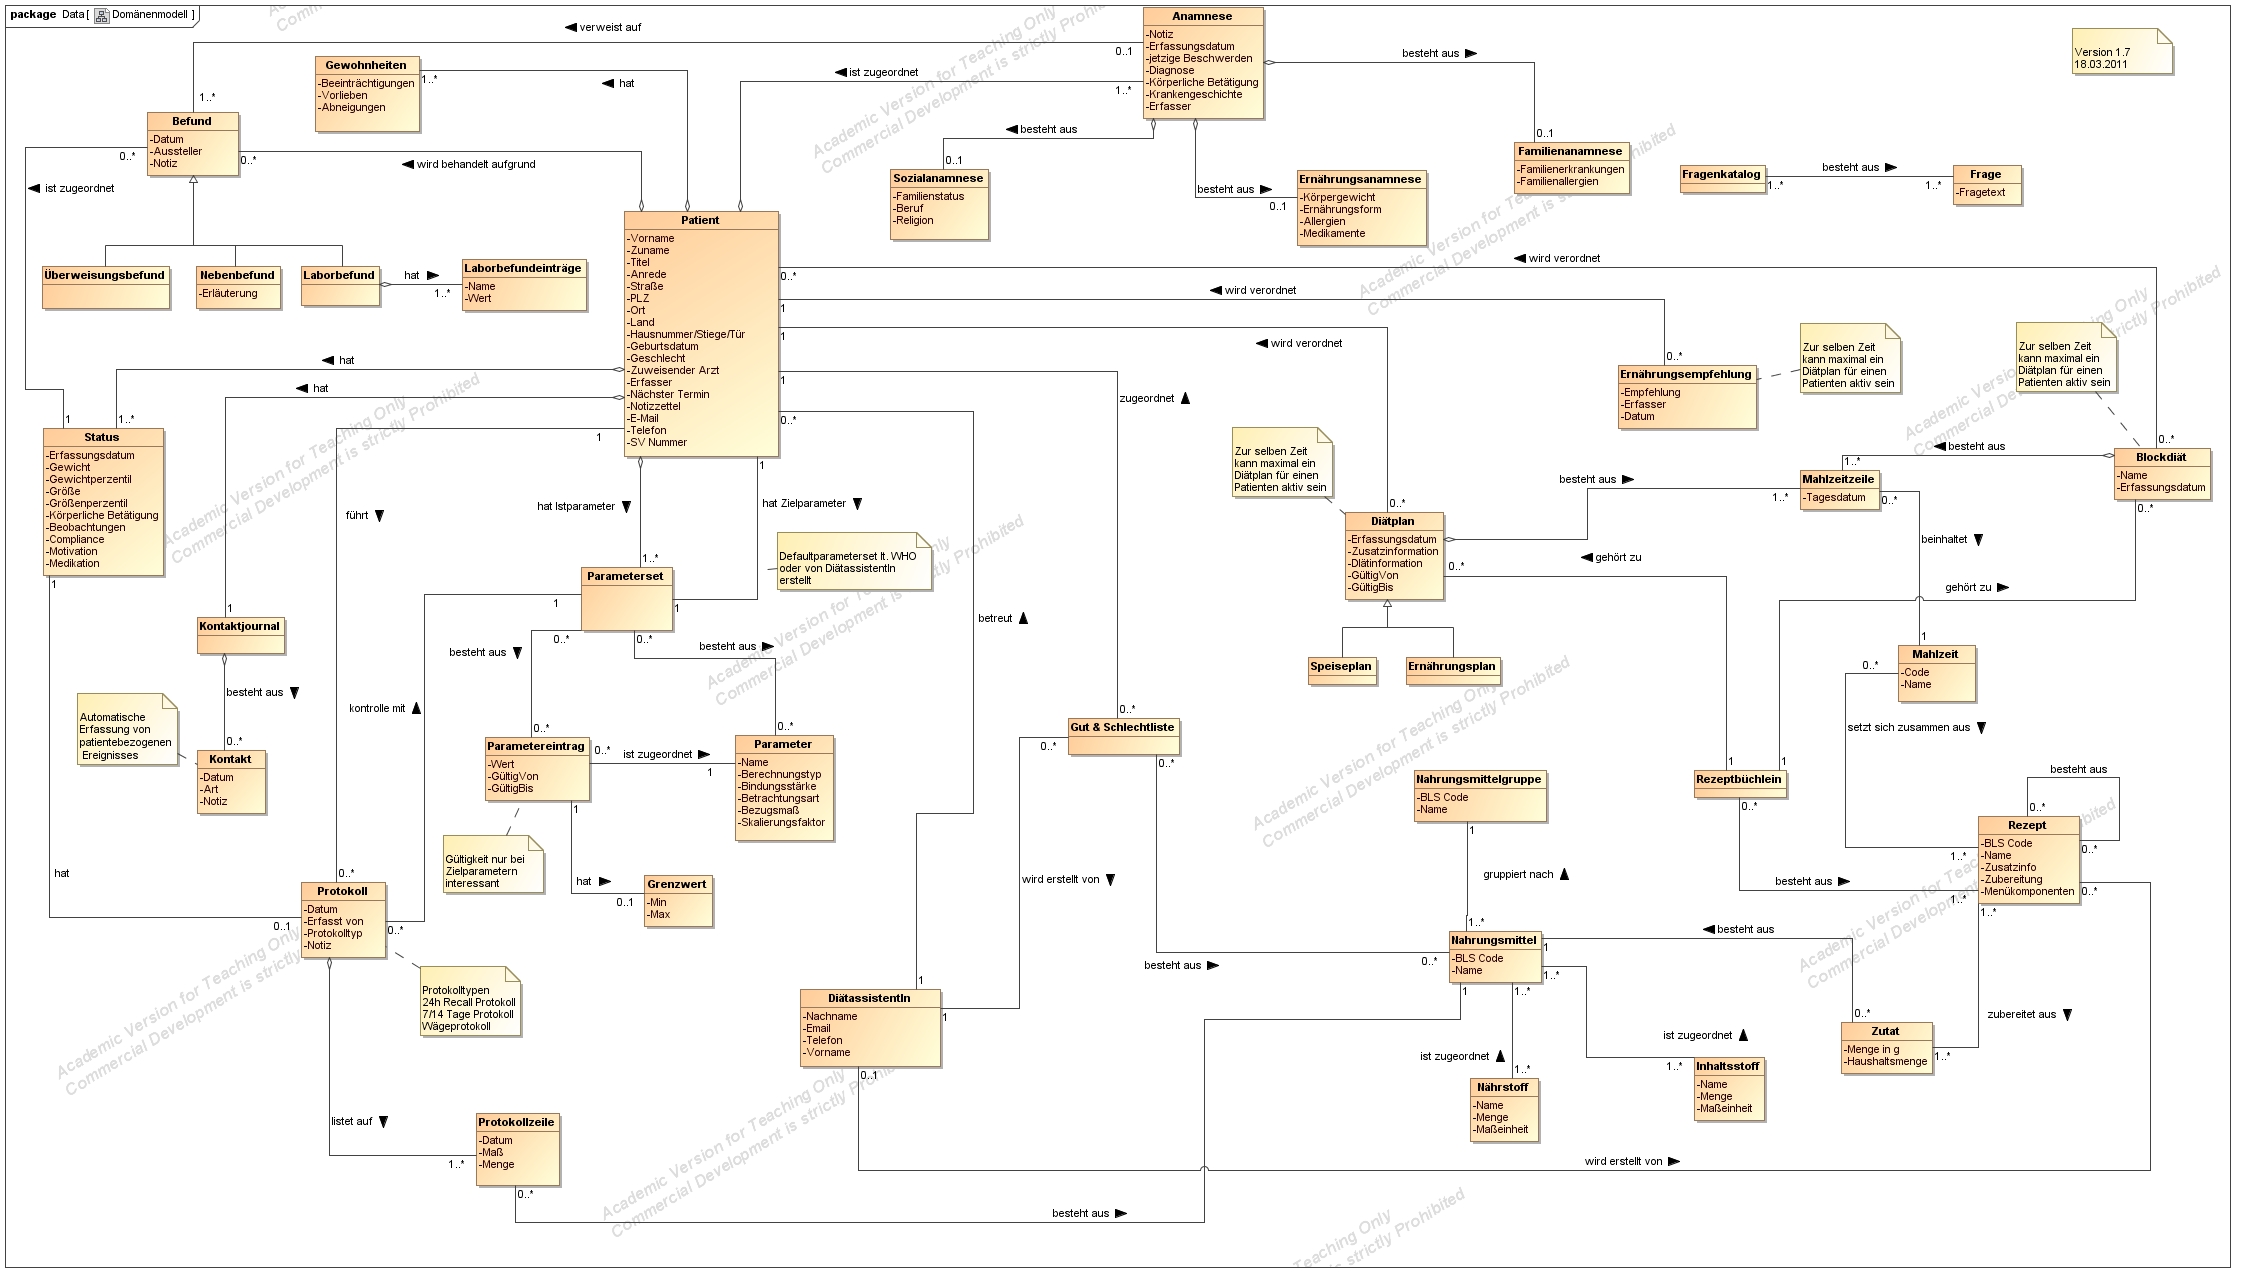 package Data [ Domänenmodell ]
Version 1.7
18.03.2011
Anamnese
-Notiz
-Erfassungsdatum
-jetzige Beschwerden
-Diagnose
-Körperliche Betätigung
-Krankengeschichte
-Erfasser
verweist auf
0..1
1..*
ist zugeordnet
1..*
besteht aus
0..1
besteht aus
0..1
besteht aus
0..1
Gewohnheiten
-Beeinträchtigungen
-Vorlieben
-Abneigungen
1..*
hat
Befund
-Datum
-Aussteller
-Notiz
0..*
0..*
wird behandelt aufgrund
ist zugeordnet
Sozialanamnese
-Familienstatus
-Beruf
-Religion
Ernährungsanamnese
-Körpergewicht
-Ernährungsform
-Allergien
-Medikamente
Familienanamnese
-Familienerkrankungen
-Familienallergien
Fragenkatalog
1..*
besteht aus
1..*
Frage
-Fragetext
Überweisungsbefund
Nebenbefund
-Erläuterung
Laborbefund
hat
1..*
Laborbefundeinträge
-Name
-Wert
Patient
-Vorname
-Zuname
-Titel
-Anrede
-Straße
-PLZ
-Ort
-Land
-Hausnummer/Stiege/Tür
-Geburtsdatum
-Geschlecht
-Zuweisender Arzt
-Erfasser
-Nächster Termin
-Notizzettel
-E-Mail
-Telefon
-SV Nummer
0..*
wird verordnet
1
wird verordnet
1
wird verordnet
1
zugeordnet
0..*
betreut
hat
hat
1
führt
1
1..*
1
Status
-Erfassungsdatum
-Gewicht
-Gewichtperzentil
-Größe
-Größenperzentil
-Körperliche Betätigung
-Beobachtungen
-Compliance
-Motivation
-Medikation
1
hat
0..1
hat Istparameter
1..*
1
hat Zielparameter
1
Defaultparameterset lt. WHO
oder von DiätassistentIn
erstellt
Parameterset
1
0..*
0..*
besteht aus
besteht aus
kontrolle mit
0..*
0..*
Kontaktjournal
1
besteht aus
0..*
Kontakt
-Datum
-Art
-Notiz
Automatische
Erfassung von
patientebezogenen
Ereignisses
Parametereintrag
-Wert
-GültigVon
-GültigBis
0..*
ist zugeordnet
1
Parameter
-Name
-Berechnungstyp
-Bindungsstärke
-Betrachtungsart
-Bezugsmaß
-Skalierungsfaktor
Gültigkeit nur bei
Zielparametern
interessant
1
hat
0..1
Grenzwert
-Min
-Max
Protokoll
-Datum
-Erfasst von
-Protokolltyp
-Notiz
0..*
0..*
Protokolltypen
24h Recall Protokoll
7/14 Tage Protokoll
Wägeprotokoll
listet auf
1..*
Protokollzeile
-Datum
-Maß
-Menge
0..*
besteht aus
1
DiätassistentIn
-Nachname
-Email
-Telefon
-Vorname
1
1
0..1
wird erstellt von
wird erstellt von
Gut & Schlechtliste
0..*
0..*
0..*
besteht aus
0..*
Ernährungsempfehlung
-Empfehlung
-Erfasser
-Datum
0..*
Zur selben Zeit
kann maximal ein
Diätplan für einen
Patienten aktiv sein
Zur selben Zeit
kann maximal ein
Diätplan für einen
Patienten aktiv sein
Zur selben Zeit
kann maximal ein
Diätplan für einen
Patienten aktiv sein
Blockdiät
-Name
-Erfassungsdatum
0..*
0..*
besteht aus
1..*
Mahlzeitzeile
-Tagesdatum
1..*
0..*
besteht aus
beinhaltet
1
Diätplan
-Erfassungsdatum
-Zusatzinformation
-DIätinformation
-GültigVon
-GültigBis
0..*
0..*
gehört zu
gehört zu
Speiseplan
Ernährungsplan
Mahlzeit
-Code
-Name
0..*
setzt sich zusammen aus
1..*
Rezeptbüchlein
1
1
0..*
besteht aus
1..*
Rezept
-BLS Code
-Name
-Zusatzinfo
-Zubereitung
-Menükomponenten
besteht aus
0..*
0..*
0..*
1..*
zubereitet aus
1..*
Nahrungsmittelgruppe
-BLS Code
-Name
1
gruppiert nach
1..*
Nahrungsmittel
-BLS Code
-Name
1
besteht aus
0..*
Zutat
-Menge in g
-Haushaltsmenge
1..*
ist zugeordnet
1..*
Inhaltsstoff
-Name
-Menge
-Maßeinheit
1..*
ist zugeordnet
1..*
Nährstoff
-Name
-Menge
-Maßeinheit
Academic Version for Teaching Only
Commercial Development is strictly Prohibited